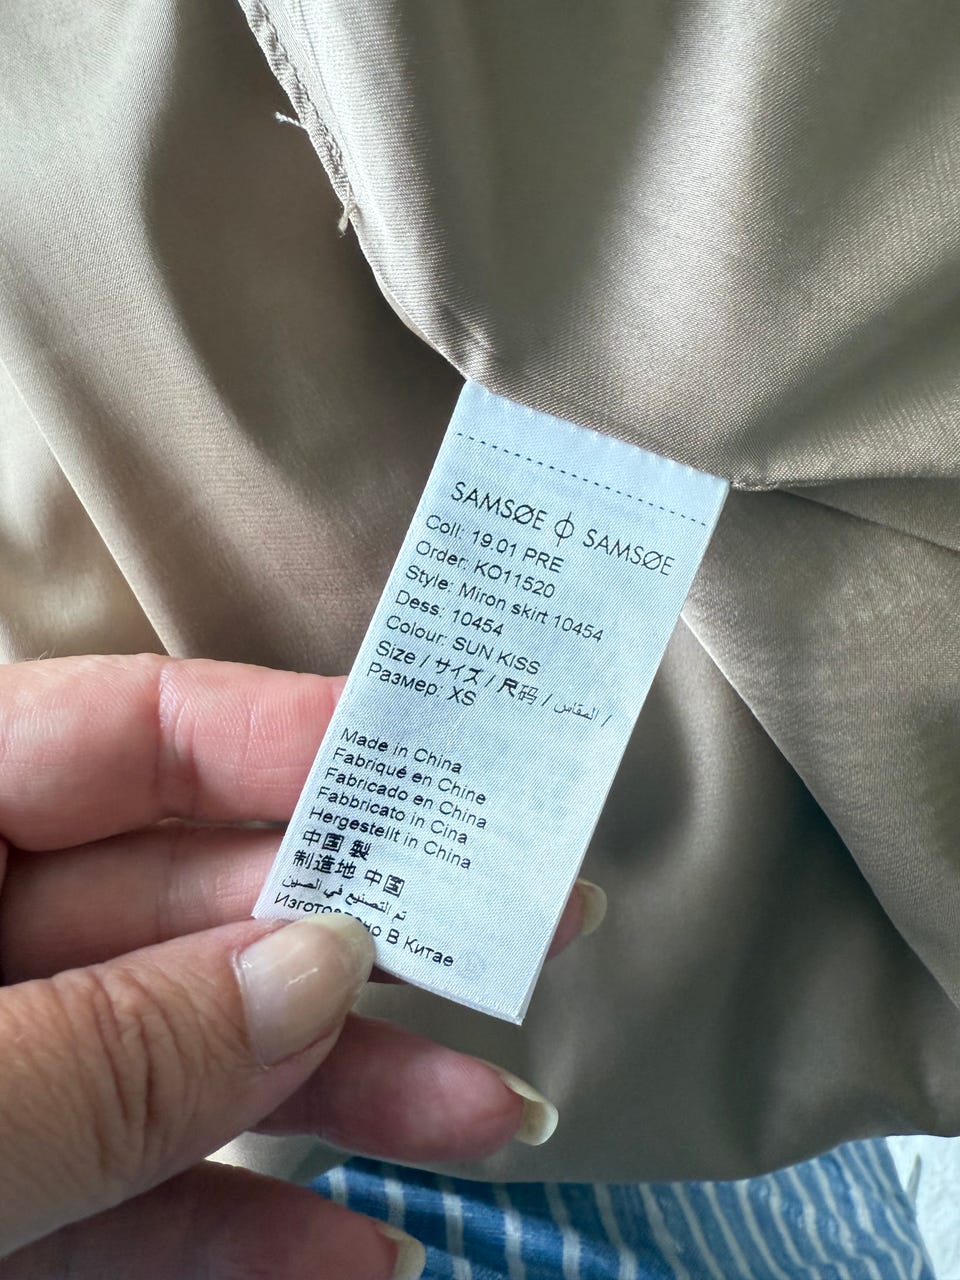 SAMSØE ϕ SAMSØE
Coll: 19.01 PRE
Order: KO11520
Style: Miron skirt 10454
Dess: 10454
Colour: SUN KISS
Size / サイズ / 尺码 / المقاس /
Размер: XS
Made in China
Fabriqué en Chine
Fabricado en China
Fabbricato in Cina
Hergestellt in China
中国 製
制造地 中国
تم التصنيع في الصين
В Китае